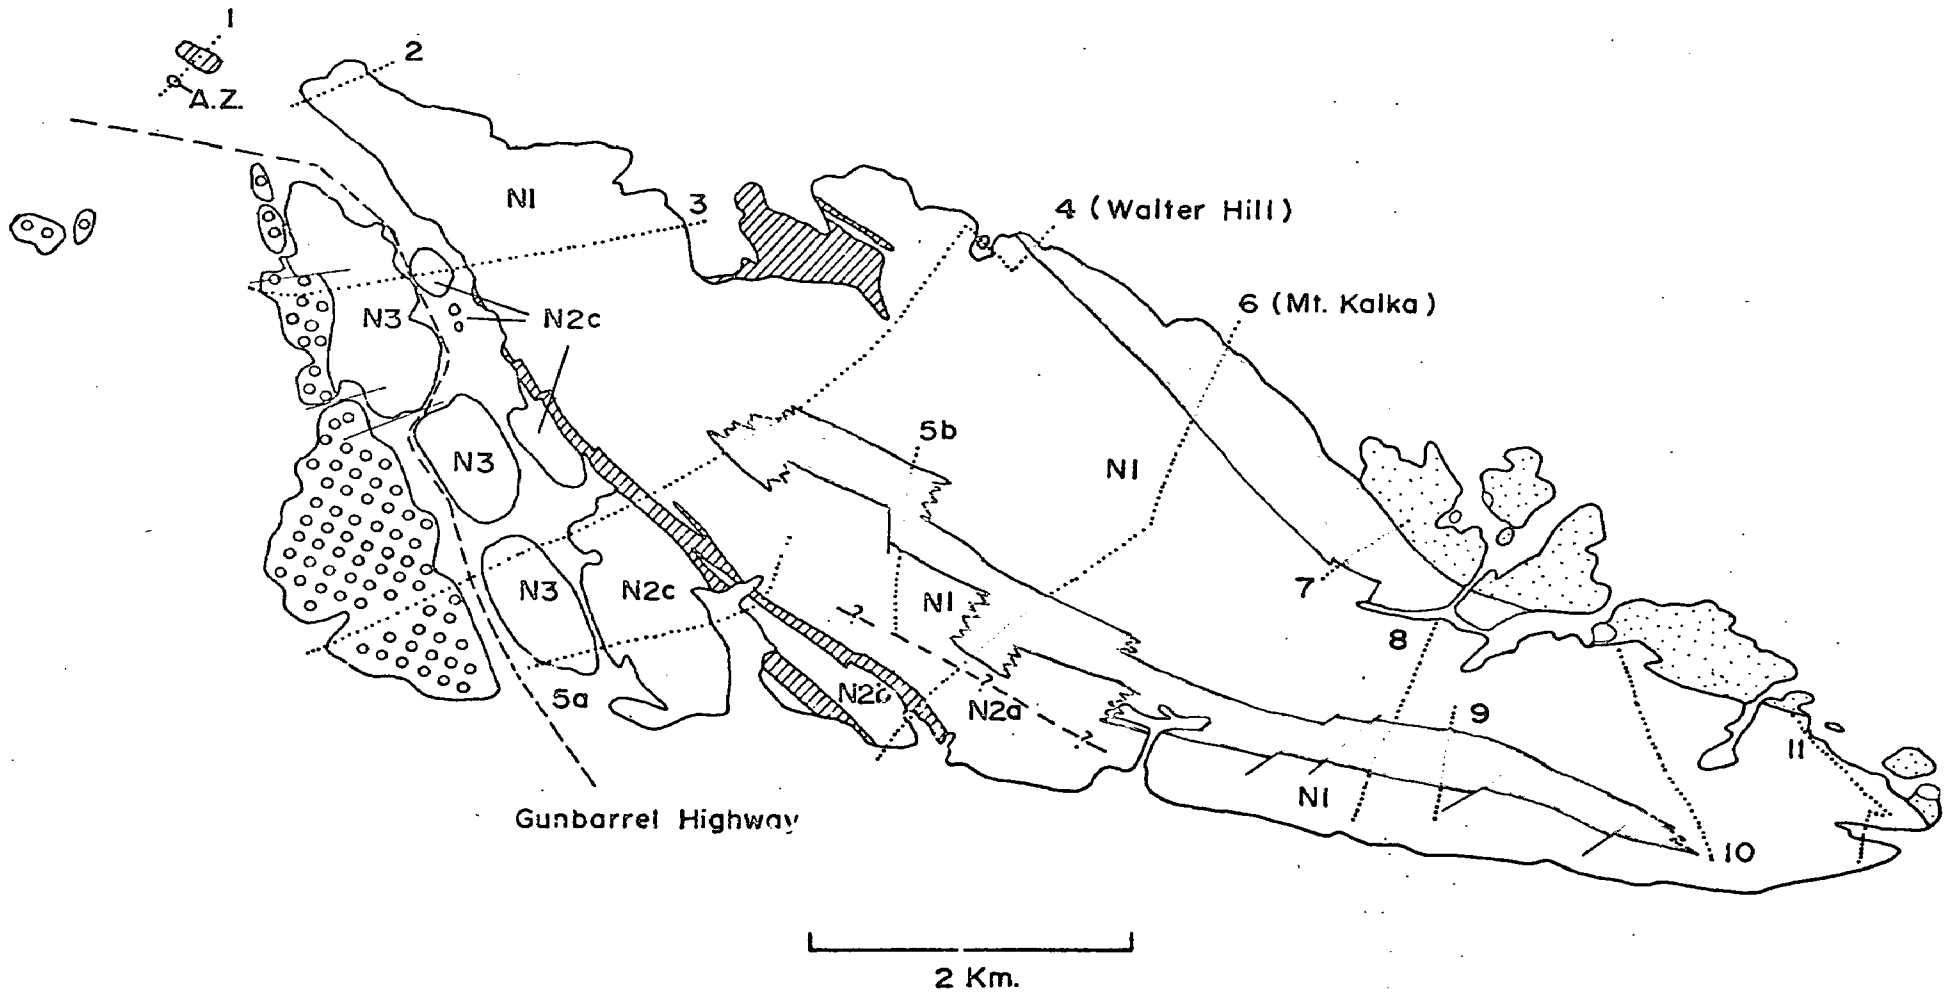 1
2
A.Z.
N1
3
4 (Walter Hill)
6 (Mt. Kalka)
N3
N2c
5b
N3
N1
N3
N2c
7
?
N1
8
5a
?
N2a
9
?
11
N1
Gunbarrel Highway
10
2 Km.